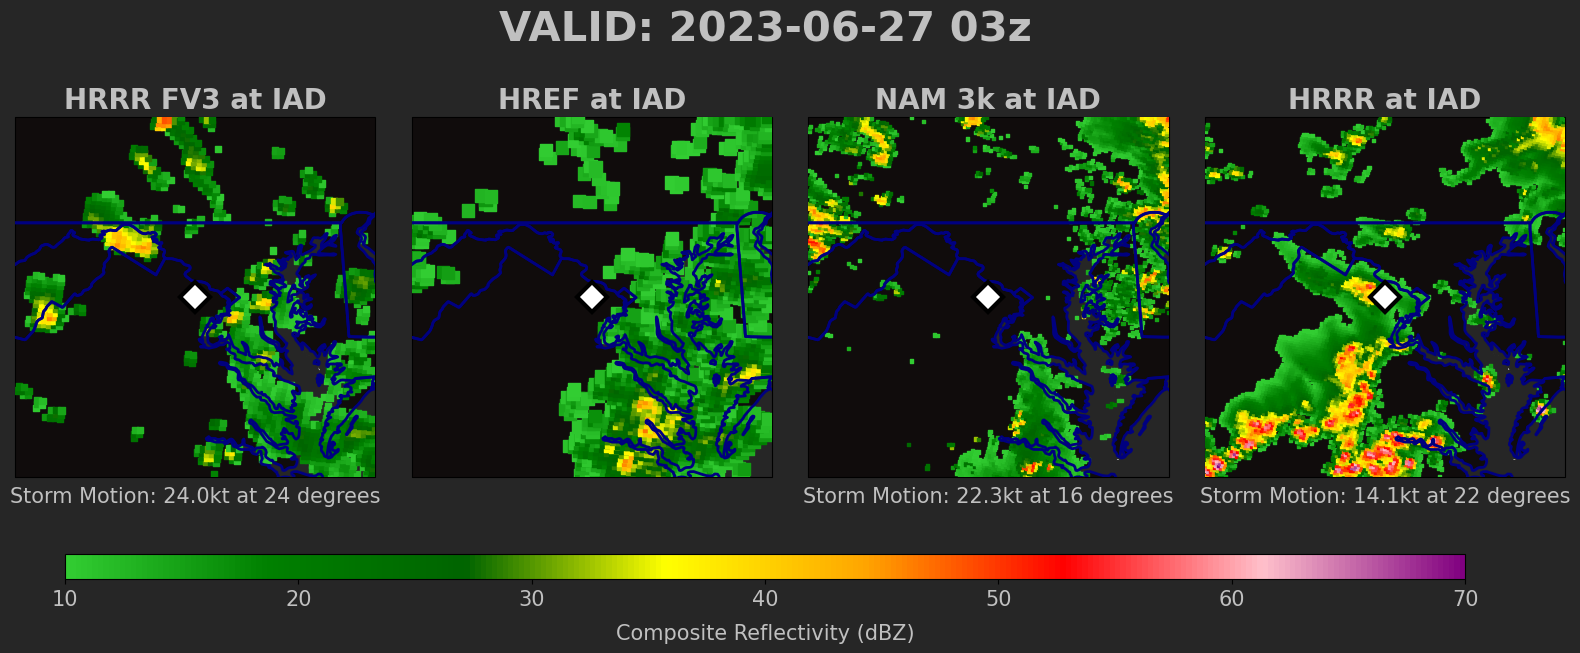 VALID: 2023-06-27 03z
HRRR FV3 at IAD
HREF at IAD
NAM 3k at IAD
HRRR at IAD
Storm Motion: 24.0kt at 24 degrees
Storm Motion: 22.3kt at 16 degrees
Storm Motion: 14.1kt at 22 degrees
10 20 30 40 50 60 70
Composite Reflectivity (dBZ)